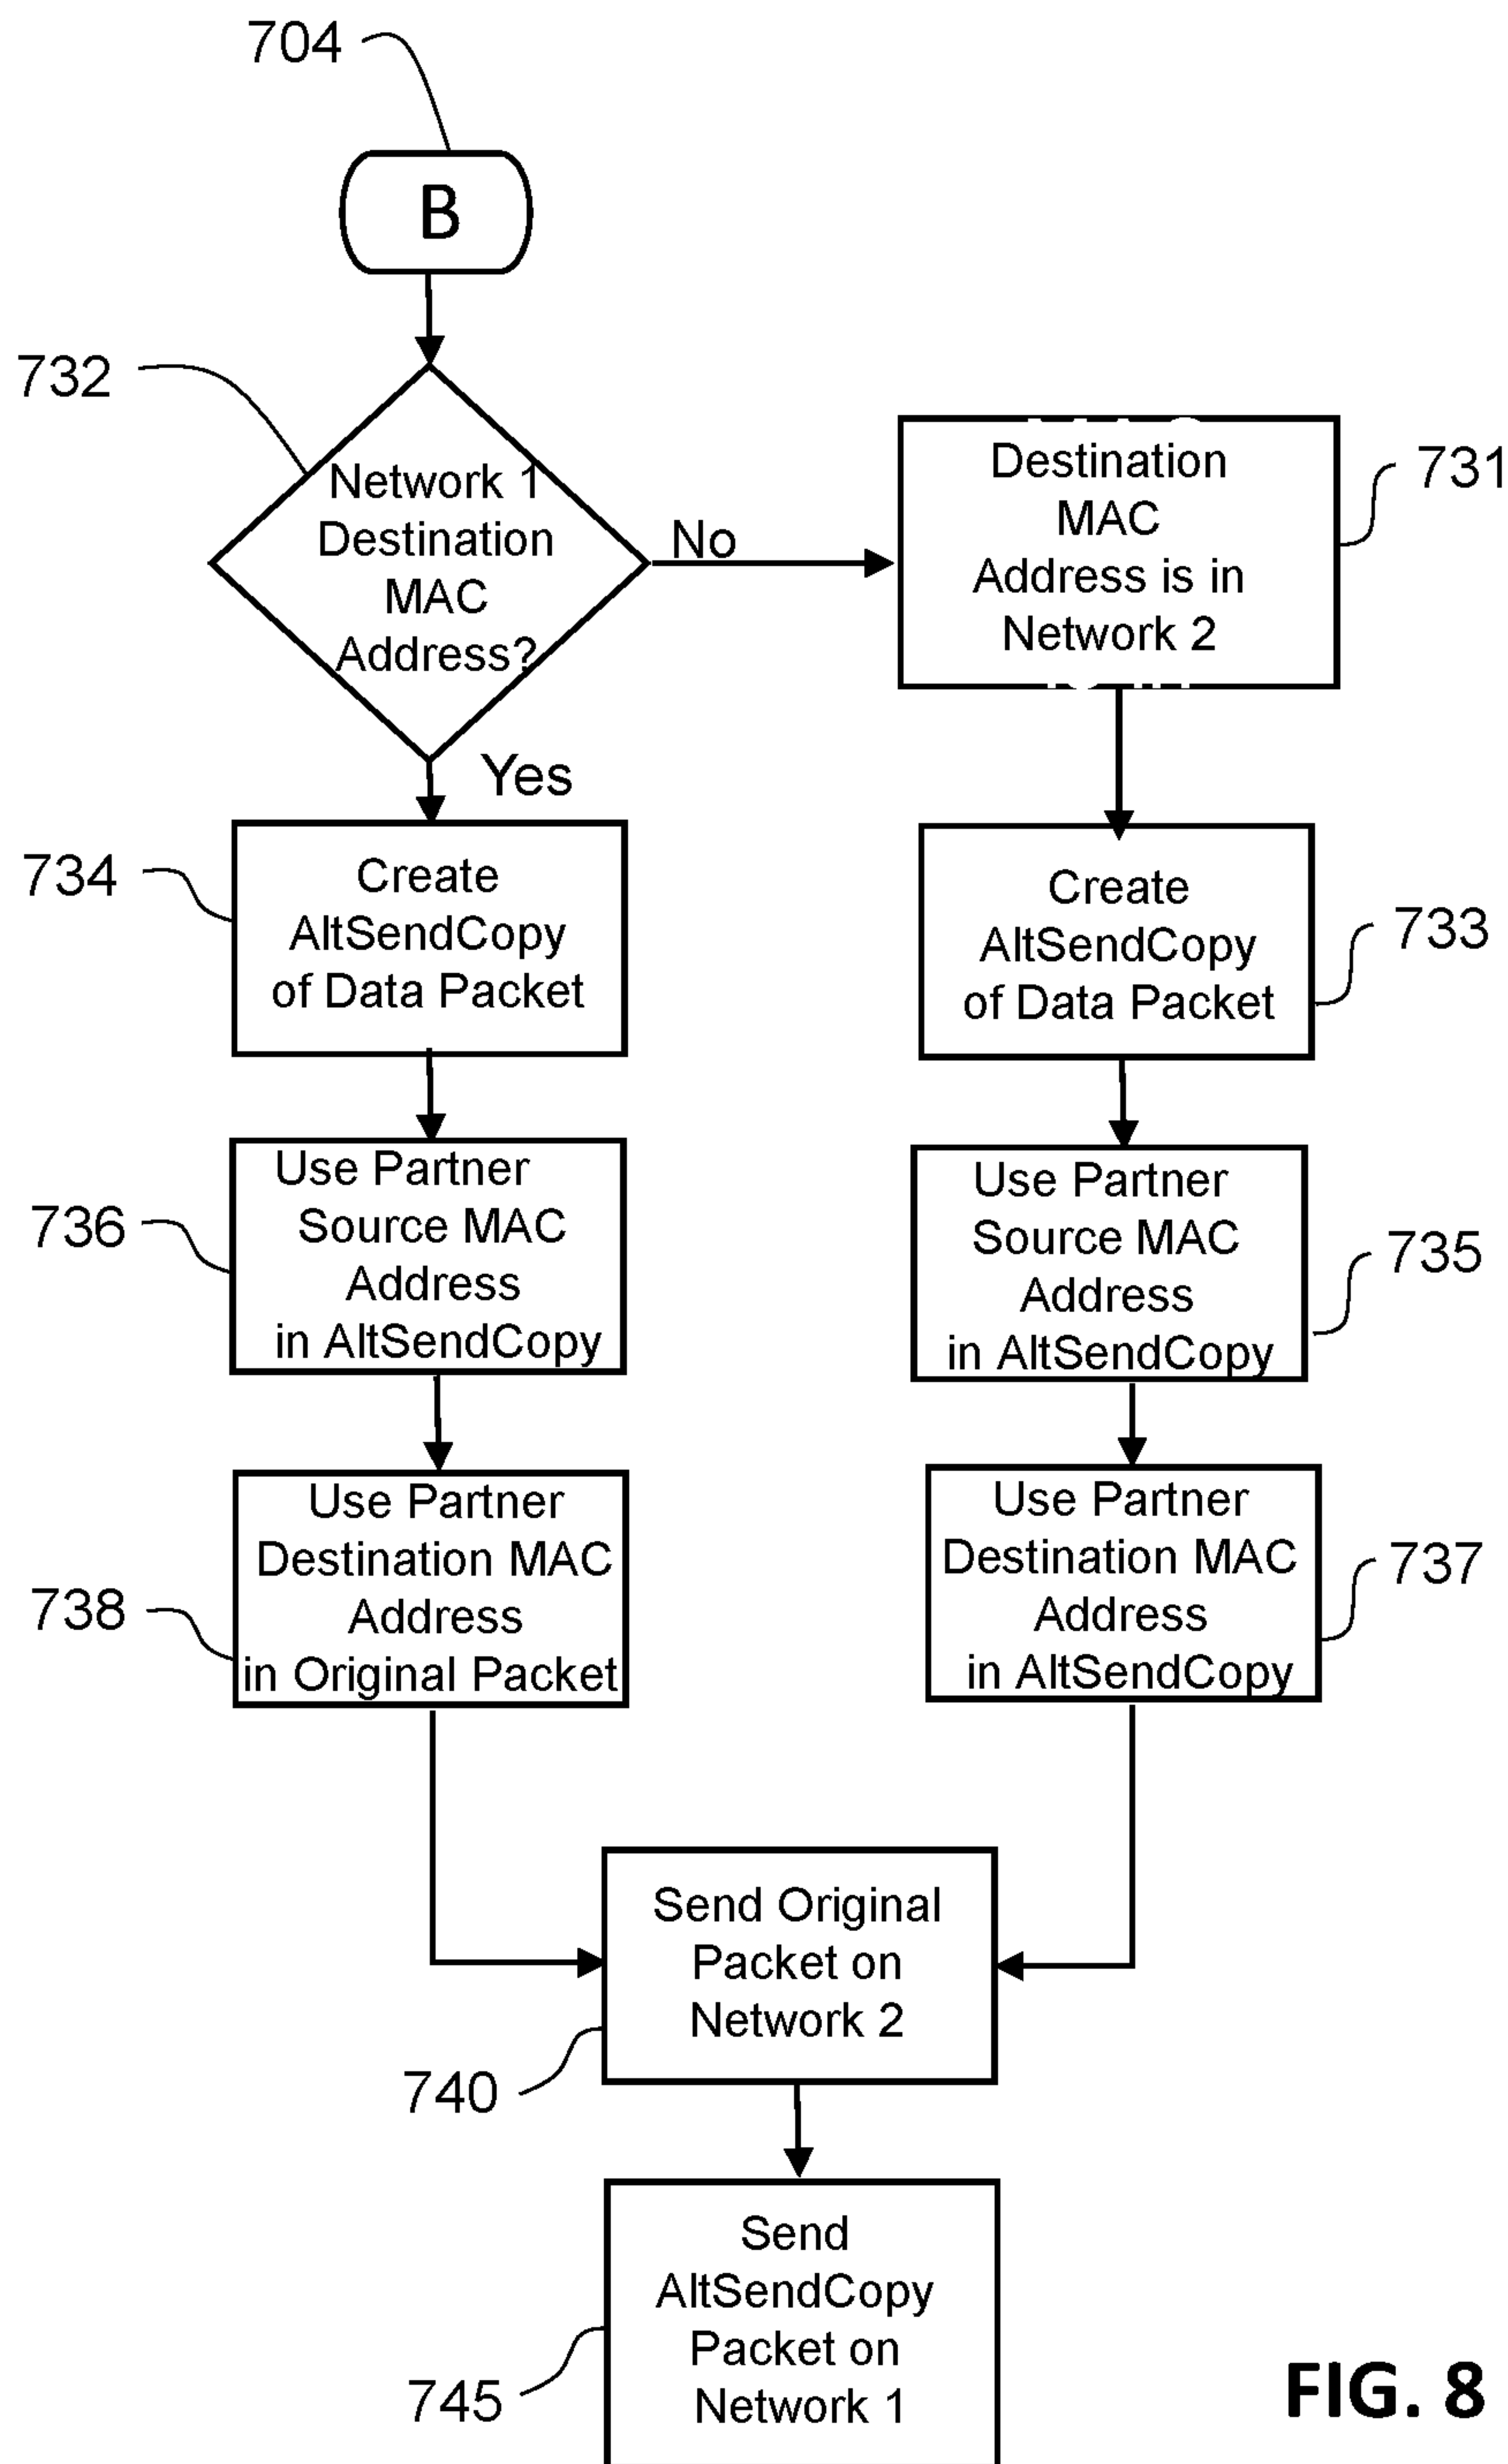 704
B
732
Network 1
Destination
MAC
Address?
No
Destination
MAC
Address is in
Network 2
731
Yes
734
Create
AltSendCopy
of Data Packet
Create
AltSendCopy
of Data Packet
733
736
Use Partner
Source MAC
Address
in AltSendCopy
Use Partner
Source MAC
Address
in AltSendCopy
735
738
Use Partner
Destination MAC
Address
in Original Packet
Use Partner
Destination MAC
Address
in AltSendCopy
737
Send Original
Packet on
Network 2
740
Send
AltSendCopy
Packet on
Network 1
745
FIG. 8